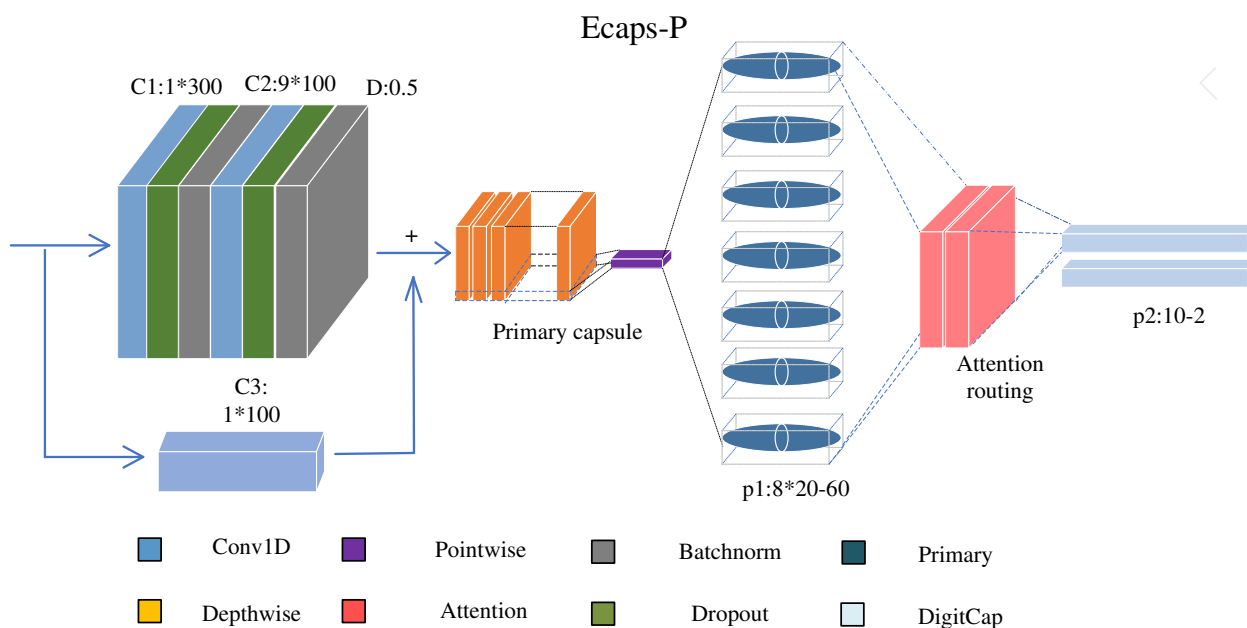 Ecaps-P
C1:1*300
C2:9*100
D:0.5
+
Primary capsule
C3:
1*100
p1:8*20-60
Attention
routing
p2:10-2
Conv1D
Pointwise
Batchnorm
Primary
Depthwise
Attention
Dropout
DigitCap